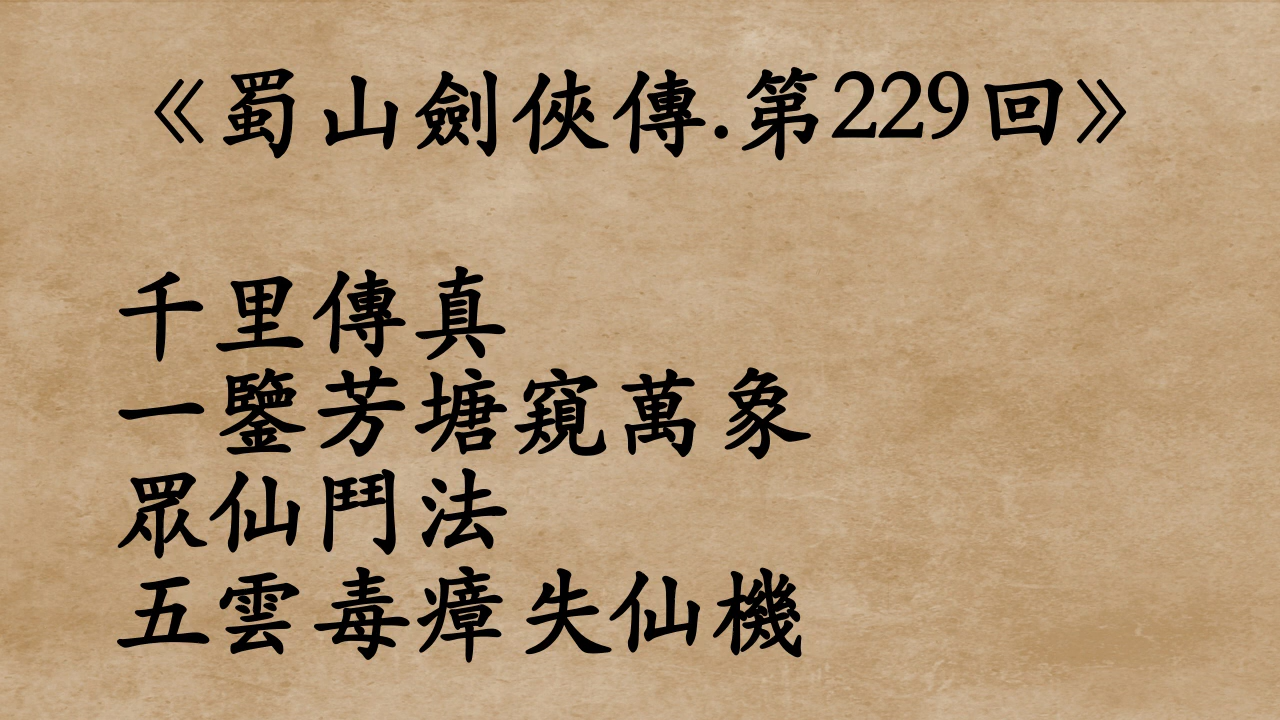 《蜀山劍俠傳.第229回》
千里傳真
一鑒芳塘窺萬象
眾仙鬥法
五雲毒瘴失仙機